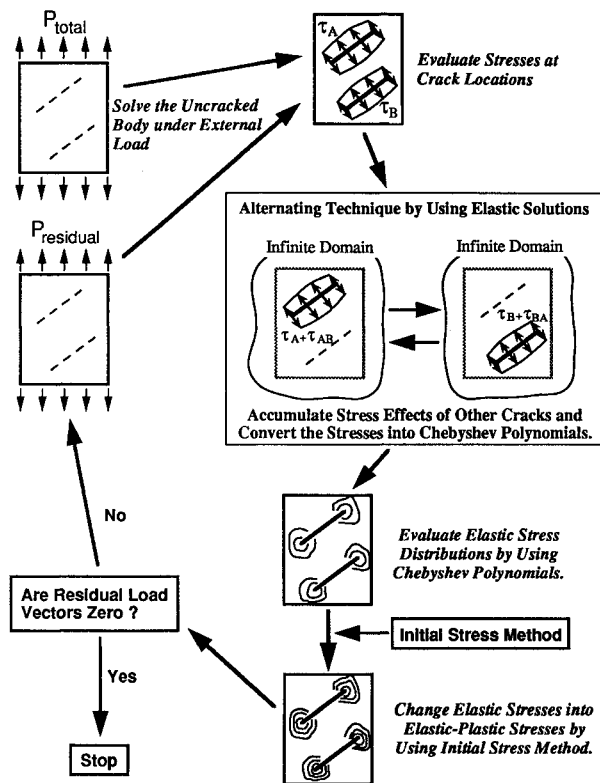 P_total
Solve the Uncracked
Body under External
Load
τ_A
τ_B
Evaluate Stresses at
Crack Locations
P_residual
Alternating Technique by Using Elastic Solutions
Infinite Domain
Infinite Domain
τ_A+τ_AB
τ_B+τ_BA
Accumulate Stress Effects of Other Cracks and
Convert the Stresses into Chebyshev Polynomials.
Evaluate Elastic Stress
Distributions by Using
Chebyshev Polynomials.
Initial Stress Method
Change Elastic Stresses into
Elastic-Plastic Stresses by
Using Initial Stress Method.
No
Are Residual Load
Vectors Zero ?
Yes
Stop